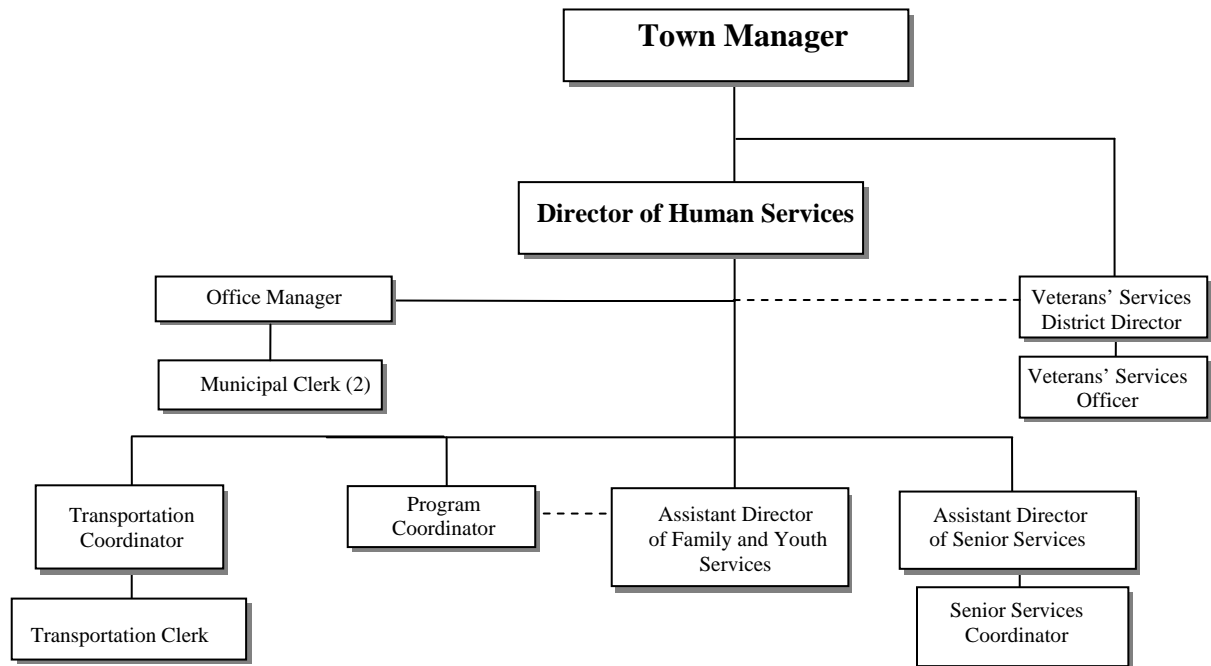 Town Manager
Director of Human Services
Office Manager
Veterans’ Services
District Director
Municipal Clerk (2)
Veterans’ Services
Officer
Transportation
Coordinator
Program
Coordinator
Assistant Director
of Family and Youth
Services
Assistant Director
of Senior Services
Transportation Clerk
Senior Services
Coordinator